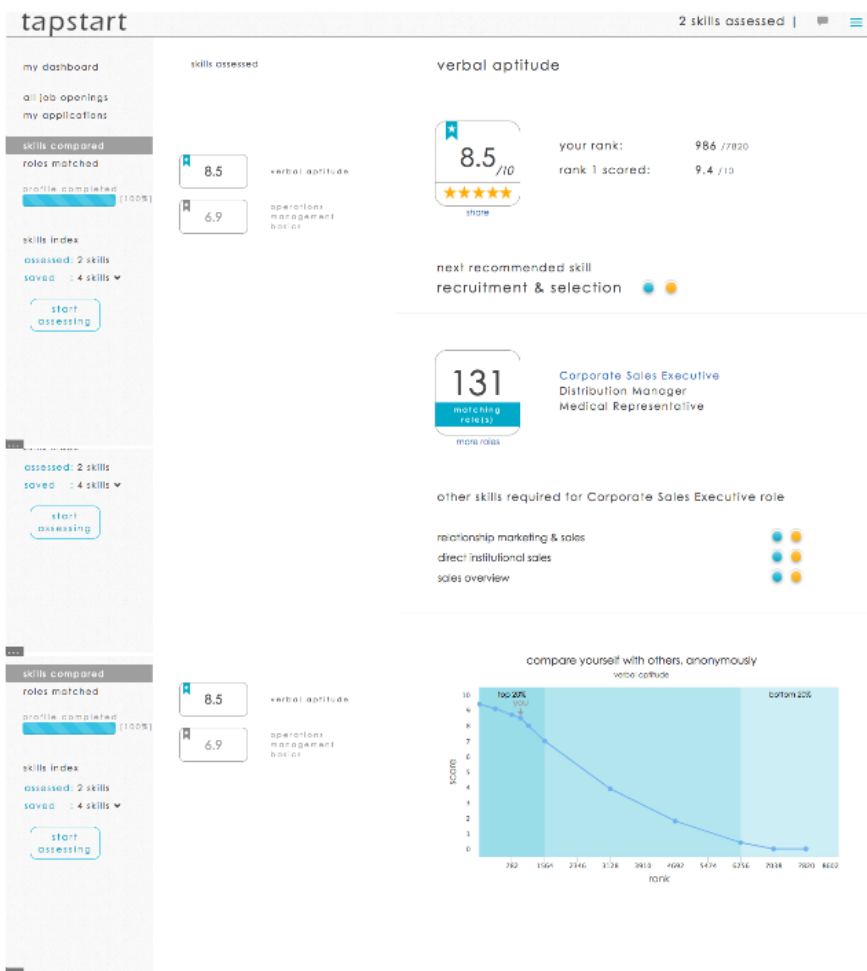 tapstart
2 skills assessed |
my dashboard
all job openings
my applications
skills compared
roles matched
profile completed
[100%]
skills index
assessed: 2 skills
saved : 4 skills
start
assessing
skills assessed
8.5
verbal aptitude
6.9
operations
management
basics
verbal aptitude
8.5/10
share
your rank: 986 /7820
rank 1 scored: 9.4 /10
next recommended skill
recruitment & selection
131
matching
role(s)
more roles
Corporate Sales Executive
Distribution Manager
Medical Representative
...
skills index
assessed: 2 skills
saved : 4 skills
start
assessing
other skills required for Corporate Sales Executive role
relationship marketing & sales
direct institutional sales
sales overview
...
skills compared
roles matched
profile completed
[100%]
skills index
assessed: 2 skills
saved : 4 skills
start
assessing
8.5
verbal aptitude
6.9
operations
management
basics
compare yourself with others, anonymously
verbal aptitude
top 20%
YOU
bottom 20%
score
10
9
8
7
6
5
4
3
2
1
0
782 1564 2346 3128 3910 4692 5474 6256 7038 7820 8602
rank